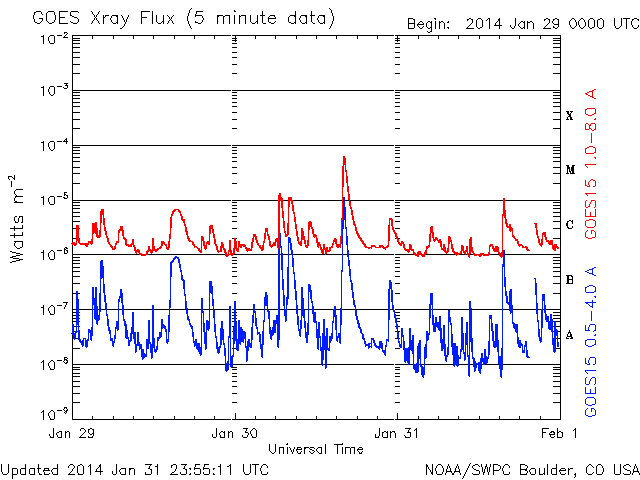 GOES Xray Flux (5 minute data)
Begin: 2014 Jan 29 0000 UTC
10-2
10-3
10-4
10-5
10-6
10-7
10-8
10-9
Watts m-2
X
M
C
B
A
GOES15 1.0-8.0 A
GOES15 0.5-4.0 A
Jan 29
Jan 30
Jan 31
Feb 1
Universal Time
Updated 2014 Jan 31 23:55:11 UTC
NOAA/SWPC Boulder, CO USA